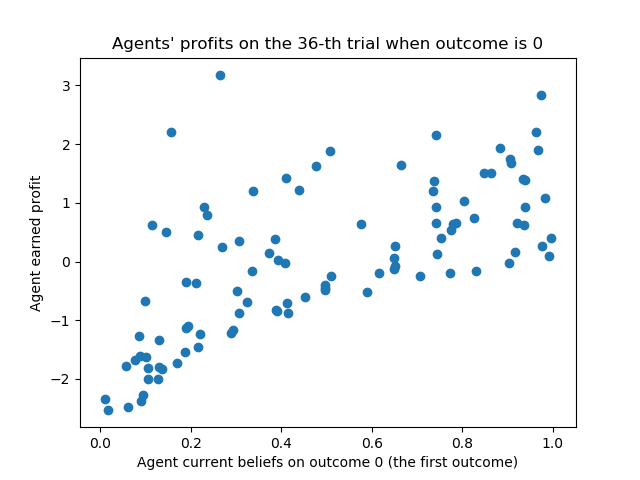 Agents' profits on the 36-th trial when outcome is 0
Agent earned profit
3
2
1
0
−1
−2
0.0 0.2 0.4 0.6 0.8 1.0
Agent current beliefs on outcome 0 (the first outcome)